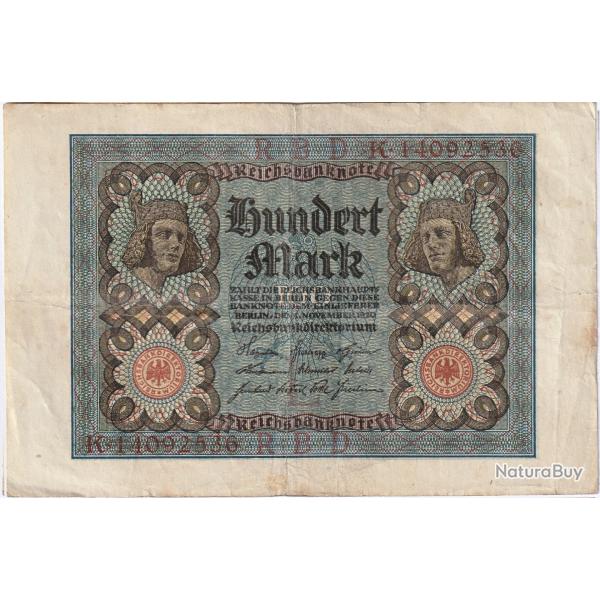 R B D K·14092536
Reichsbanknote
Hundert
Mark
ZAHLT DIE REICHSBANKHAUPT=
KASSE IN BERLIN GEGEN DIESE
BANKNOTE DEM EINLIEFERER
BERLIN, DEN 1. NOVEMBER 1920
Reichsbankdirektorium
Reichsbanknote
K·14092536 R B D
NaturaBuy